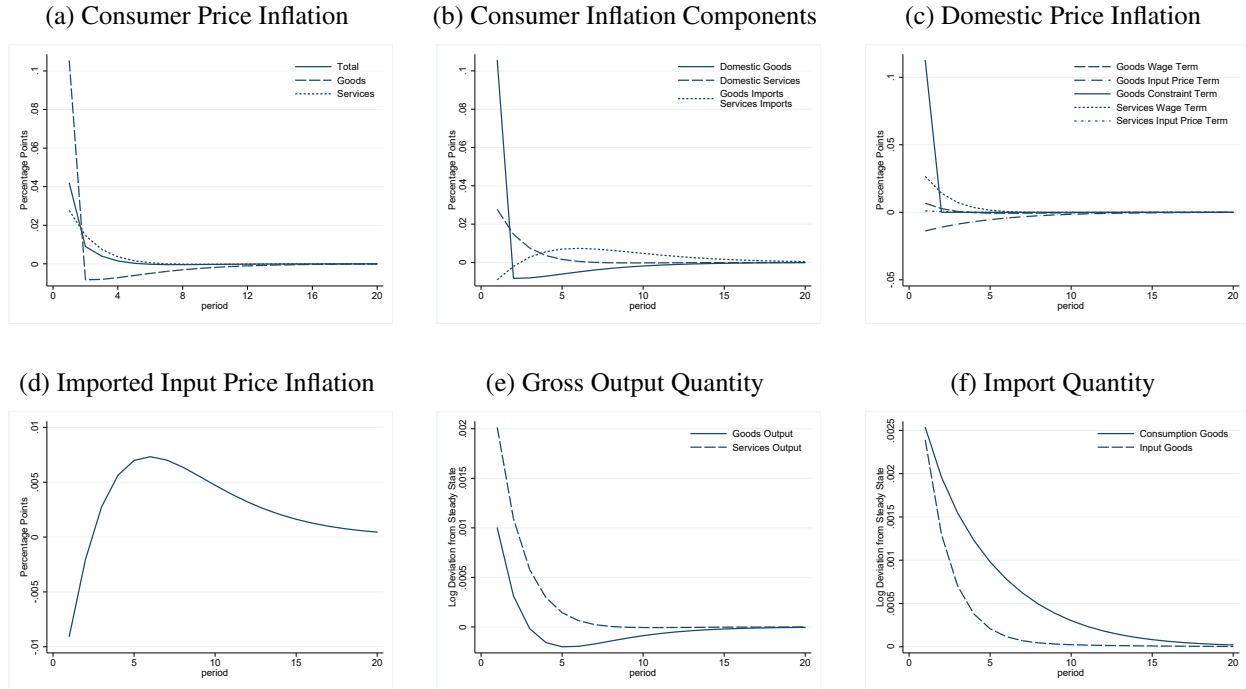 (a) Consumer Price Inflation
Percentage Points
.1
.08
.06
.04
.02
0
0
4
8
12
16
20
period
Total
Goods
Services
(b) Consumer Inflation Components
Percentage Points
.1
.08
.06
.04
.02
0
0
5
10
15
20
period
Domestic Goods
Domestic Services
Goods Imports
Services Imports
(c) Domestic Price Inflation
Percentage Points
.1
.05
0
-.05
0
5
10
15
20
period
Goods Wage Term
Goods Input Price Term
Goods Constraint Term
Services Wage Term
Services Input Price Term
(d) Imported Input Price Inflation
Percentage Points
.01
.005
0
-.005
-.01
0
5
10
15
20
period
(e) Gross Output Quantity
Log Deviation from Steady State
.002
.0015
.001
.0005
0
0
5
10
15
20
period
Goods Output
Services Output
(f) Import Quantity
Log Deviation from Steady State
.0025
.002
.0015
.001
.0005
0
0
5
10
15
20
period
Consumption Goods
Input Goods